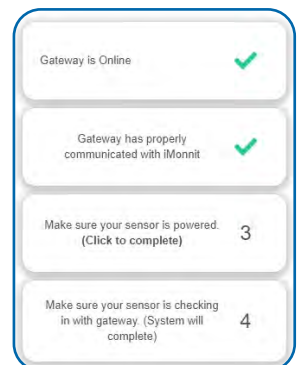 Gateway is Online
Gateway has properly
communicated with iMonnit
Make sure your sensor is powered.
(Click to complete)
3
Make sure your sensor is checking
in with gateway. (System will
complete)
4